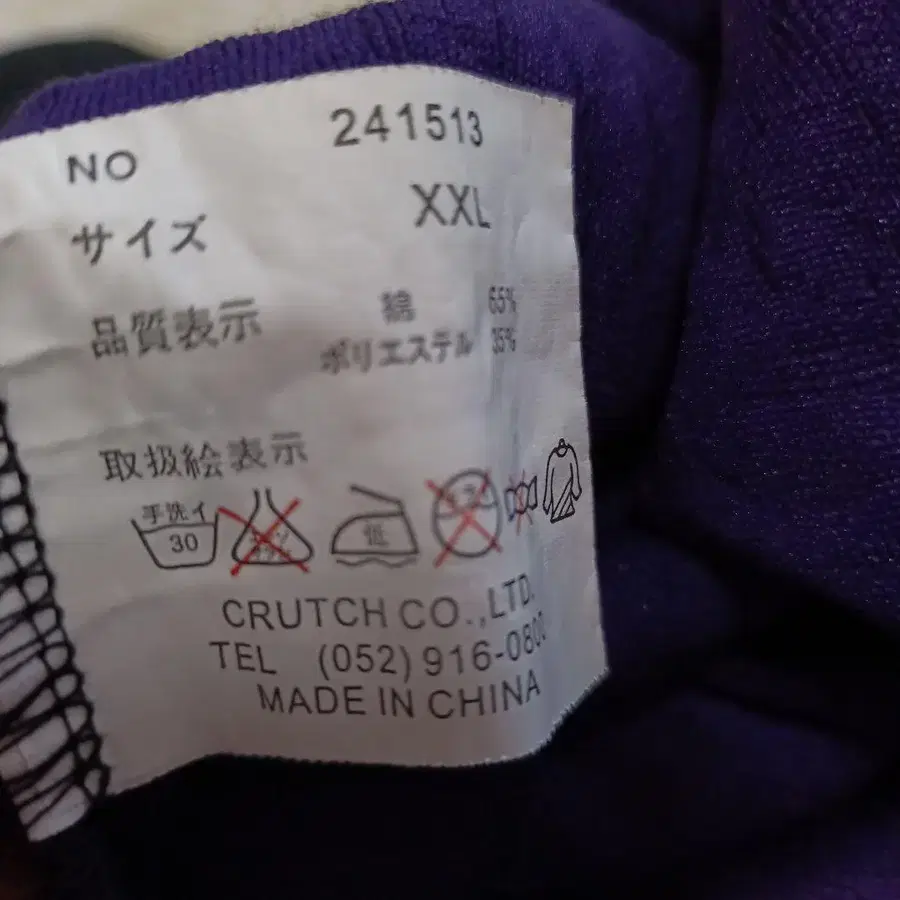 NO 241513
サイズ XXL
品質表示 綿 65%
ポリエステル 35%
取扱絵表示
手洗イ
30
低
CRUTCH CO.,LTD.
TEL (052) 916-080
MADE IN CHINA